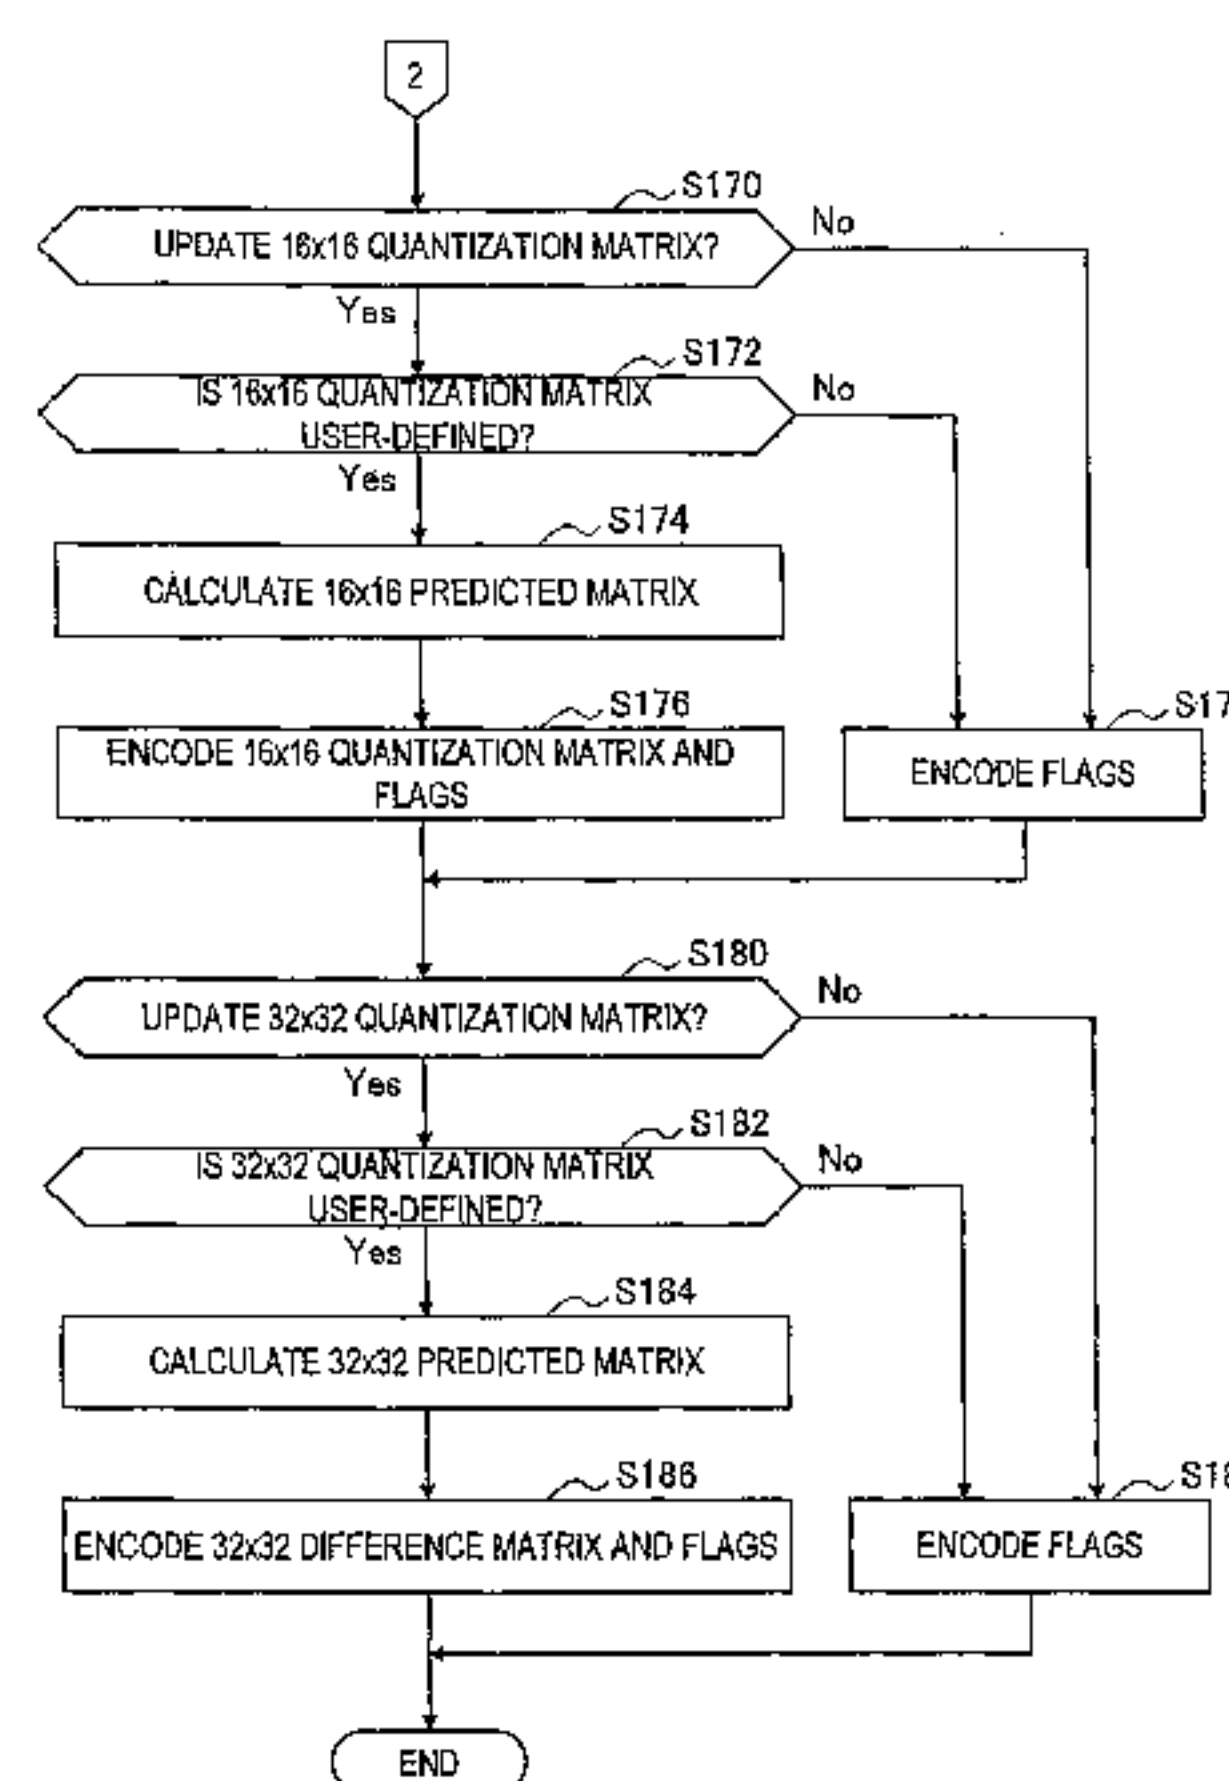 2
S170
UPDATE 16x16 QUANTIZATION MATRIX?
No
Yes
S172
IS 16x16 QUANTIZATION MATRIX
USER-DEFINED?
No
Yes
S174
CALCULATE 16x16 PREDICTED MATRIX
S176
ENCODE 16x16 QUANTIZATION MATRIX AND
FLAGS
S17
ENCODE FLAGS
S180
UPDATE 32x32 QUANTIZATION MATRIX?
No
Yes
S182
IS 32x32 QUANTIZATION MATRIX
USER-DEFINED?
No
Yes
S184
CALCULATE 32x32 PREDICTED MATRIX
S186
ENCODE 32x32 DIFFERENCE MATRIX AND FLAGS
S18
ENCODE FLAGS
END